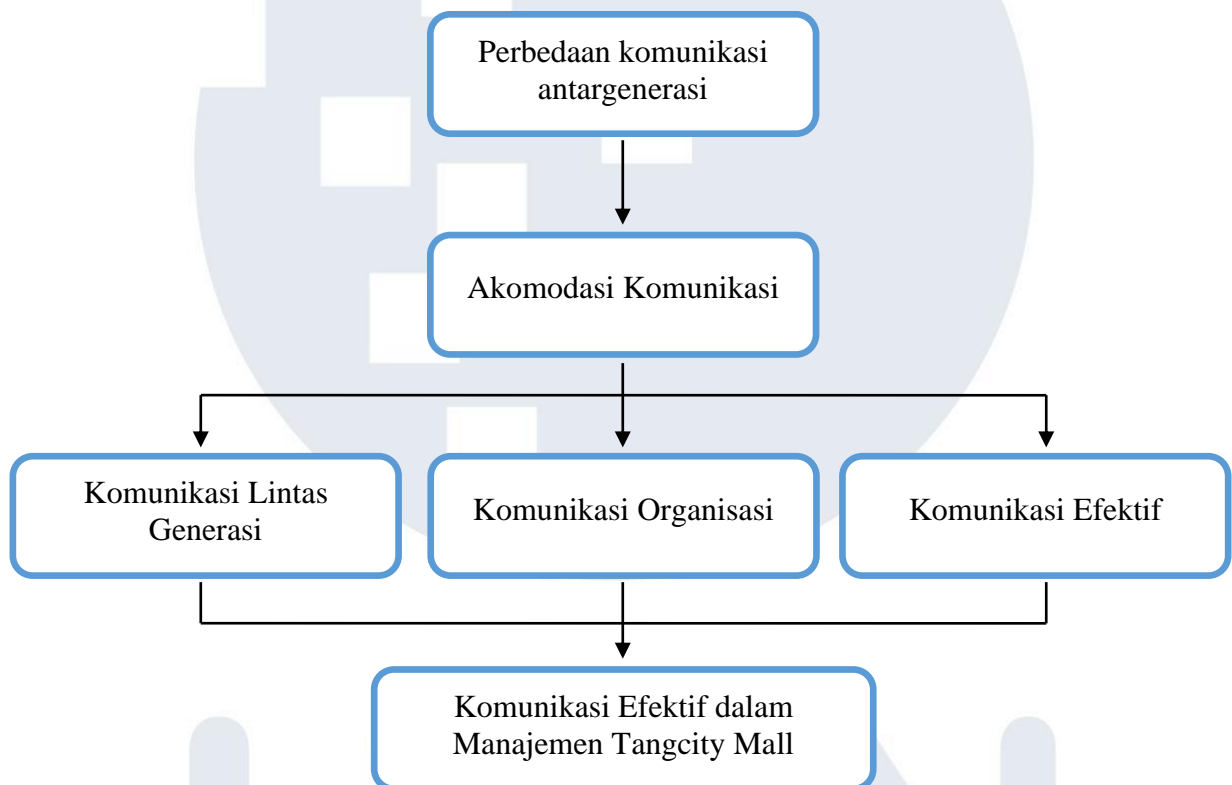 Perbedaan komunikasi
antargenerasi
Akomodasi Komunikasi
Komunikasi Lintas
Generasi
Komunikasi Organisasi
Komunikasi Efektif
Komunikasi Efektif dalam
Manajemen Tangcity Mall